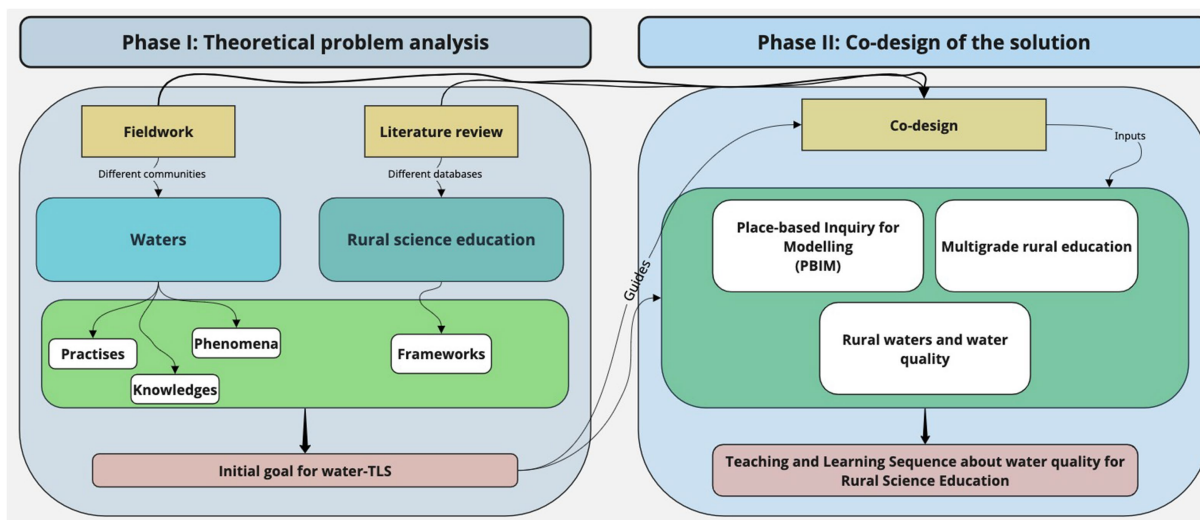 Phase I: Theoretical problem analysis
Phase II: Co-design of the solution
Fieldwork
Literature review
Co-design
Different communities
Different databases
Inputs
Waters
Rural science education
Place-based Inquiry for
Modelling
(PBIM)
Multigrade rural education
Guides
Practises
Phenomena
Knowledges
Frameworks
Rural waters and water
quality
Initial goal for water-TLS
Teaching and Learning Sequence about water quality for
Rural Science Education